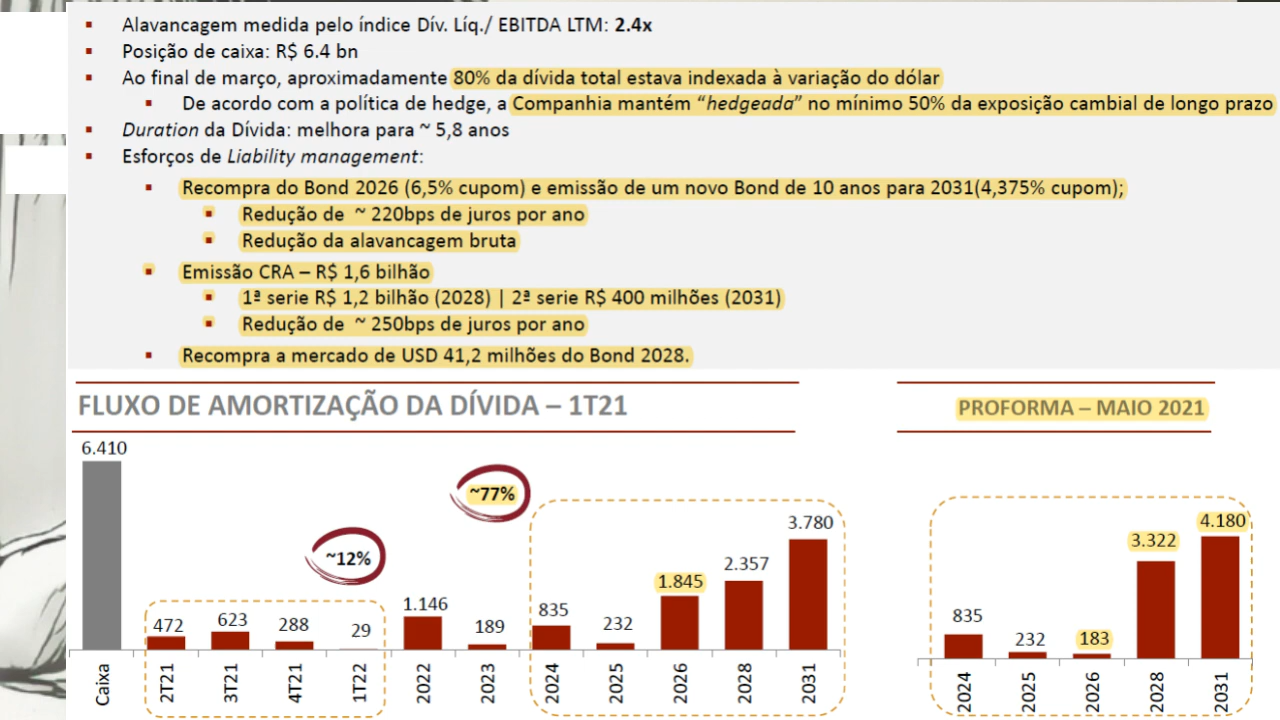 Alavancagem medida pelo índice Dív. Líq./ EBITDA LTM: 2.4x
Posição de caixa: R$ 6.4 bn
Ao final de março, aproximadamente 80% da dívida total estava indexada à variação do dólar
De acordo com a política de hedge, a Companhia mantém “hedgeada” no mínimo 50% da exposição cambial de longo prazo
Duration da Dívida: melhora para ~ 5,8 anos
Esforços de Liability management:
Recompra do Bond 2026 (6,5% cupom) e emissão de um novo Bond de 10 anos para 2031(4,375% cupom);
Redução de ~ 220bps de juros por ano
Redução da alavancagem bruta
Emissão CRA – R$ 1,6 bilhão
1ª serie R$ 1,2 bilhão (2028) | 2ª serie R$ 400 milhões (2031)
Redução de ~ 250bps de juros por ano
Recompra a mercado de USD 41,2 milhões do Bond 2028.
FLUXO DE AMORTIZAÇÃO DA DÍVIDA – 1T21
6.410
472
623
288
29
1.146
189
835
232
1.845
2.357
3.780
~12%
~77%
Caixa
2T21
3T21
4T21
1T22
2022
2023
2024
2025
2026
2028
2031
PROFORMA – MAIO 2021
835
232
183
3.322
4.180
2024
2025
2026
2028
2031